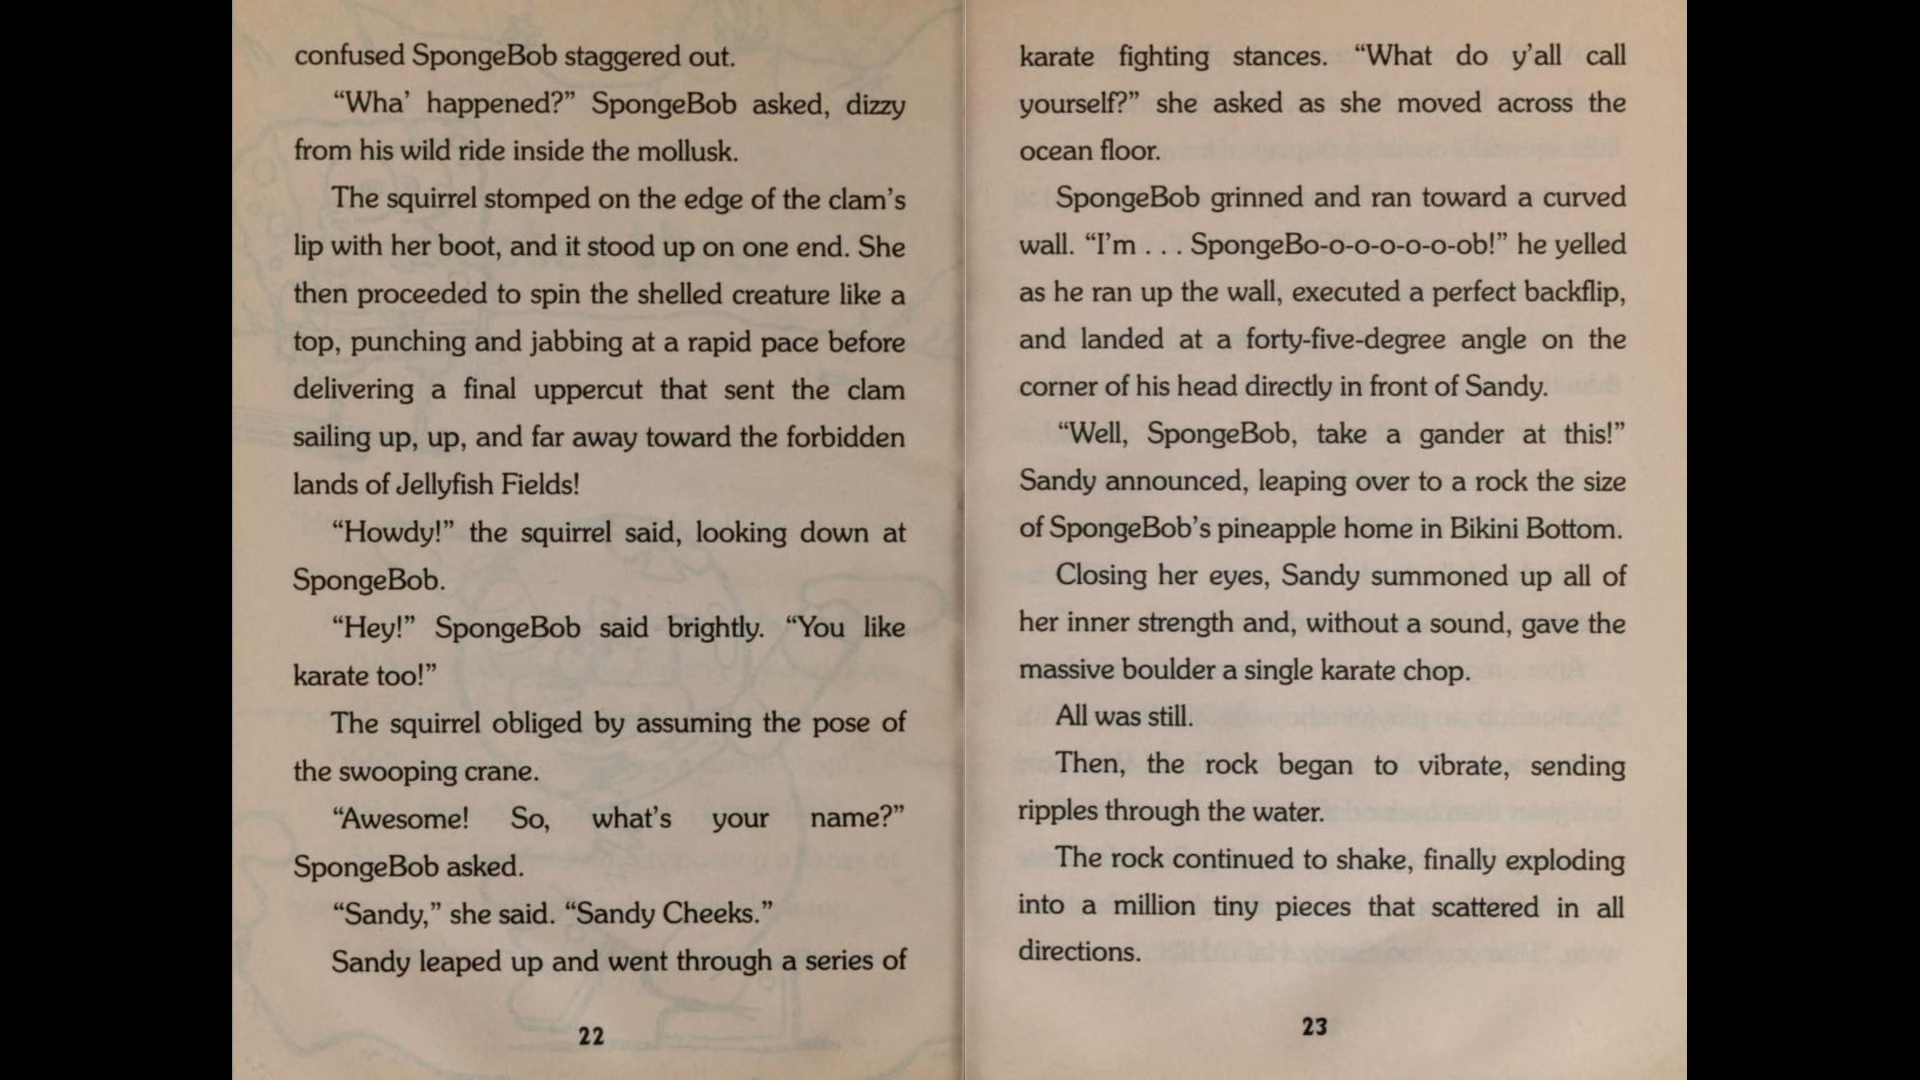 confused SpongeBob staggered out.
“Wha’ happened?” SpongeBob asked, dizzy
from his wild ride inside the mollusk.
The squirrel stomped on the edge of the clam’s
lip with her boot, and it stood up on one end. She
then proceeded to spin the shelled creature like a
top, punching and jabbing at a rapid pace before
delivering a final uppercut that sent the clam
sailing up, up, and far away toward the forbidden
lands of Jellyfish Fields!
“Howdy!” the squirrel said, looking down at
SpongeBob.
“Hey!” SpongeBob said brightly. “You like
karate too!”
The squirrel obliged by assuming the pose of
the swooping crane.
“Awesome! So, what’s your name?”
SpongeBob asked.
“Sandy,” she said. “Sandy Cheeks.”
Sandy leaped up and went through a series of
22
karate fighting stances. “What do y’all call
yourself?” she asked as she moved across the
ocean floor.
SpongeBob grinned and ran toward a curved
wall. “I’m . . . SpongeBo-o-o-o-o-o-ob!” he yelled
as he ran up the wall, executed a perfect backflip,
and landed at a forty-five-degree angle on the
corner of his head directly in front of Sandy.
“Well, SpongeBob, take a gander at this!”
Sandy announced, leaping over to a rock the size
of SpongeBob’s pineapple home in Bikini Bottom.
Closing her eyes, Sandy summoned up all of
her inner strength and, without a sound, gave the
massive boulder a single karate chop.
All was still.
Then, the rock began to vibrate, sending
ripples through the water.
The rock continued to shake, finally exploding
into a million tiny pieces that scattered in all
directions.
23